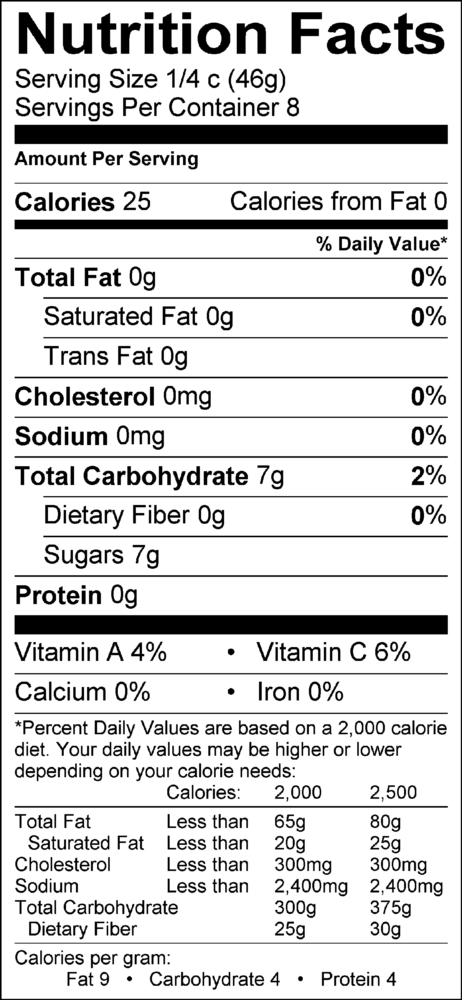 Nutrition Facts
Serving Size 1/4 c (46g)
Servings Per Container 8
Amount Per Serving
Calories 25 Calories from Fat 0
% Daily Value*
Total Fat 0g 0%
Saturated Fat 0g 0%
Trans Fat 0g
Cholesterol 0mg 0%
Sodium 0mg 0%
Total Carbohydrate 7g 2%
Dietary Fiber 0g 0%
Sugars 7g
Protein 0g
Vitamin A 4% • Vitamin C 6%
Calcium 0% • Iron 0%
*Percent Daily Values are based on a 2,000 calorie
diet. Your daily values may be higher or lower
depending on your calorie needs:
Calories: 2,000 2,500
Total Fat Less than 65g 80g
Saturated Fat Less than 20g 25g
Cholesterol Less than 300mg 300mg
Sodium Less than 2,400mg 2,400mg
Total Carbohydrate 300g 375g
Dietary Fiber 25g 30g
Calories per gram:
Fat 9 • Carbohydrate 4 • Protein 4